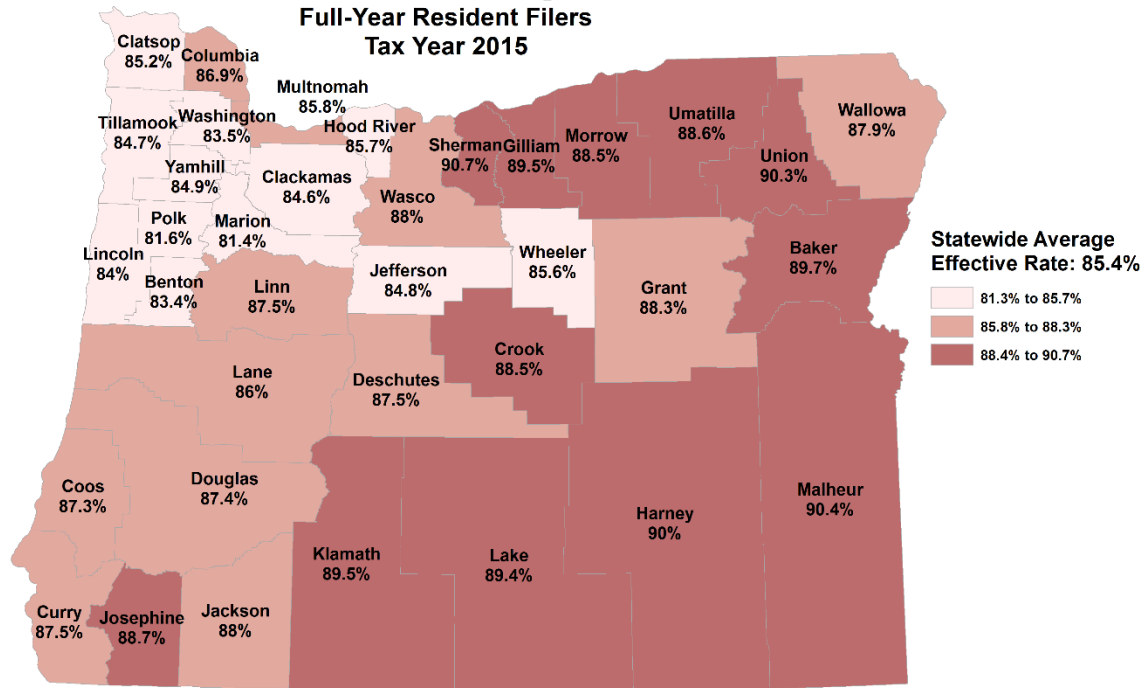 Full-Year Resident Filers
Tax Year 2015
Clatsop
85.2%
Columbia
86.9%
Multnomah
85.8%
Tillamook
84.7%
Washington
83.5%
Hood River
85.7%
Sherman
90.7%
Gilliam
89.5%
Morrow
88.5%
Umatilla
88.6%
Union
90.3%
Wallowa
87.9%
Yamhill
84.9%
Clackamas
84.6%
Wasco
88%
Polk
81.6%
Marion
81.4%
Lincoln
84%
Benton
83.4%
Linn
87.5%
Jefferson
84.8%
Wheeler
85.6%
Grant
88.3%
Baker
89.7%
Statewide Average
Effective Rate: 85.4%
81.3% to 85.7%
85.8% to 88.3%
88.4% to 90.7%
Lane
86%
Deschutes
87.5%
Crook
88.5%
Coos
87.3%
Douglas
87.4%
Klamath
89.5%
Lake
89.4%
Harney
90%
Malheur
90.4%
Curry
87.5%
Josephine
88.7%
Jackson
88%